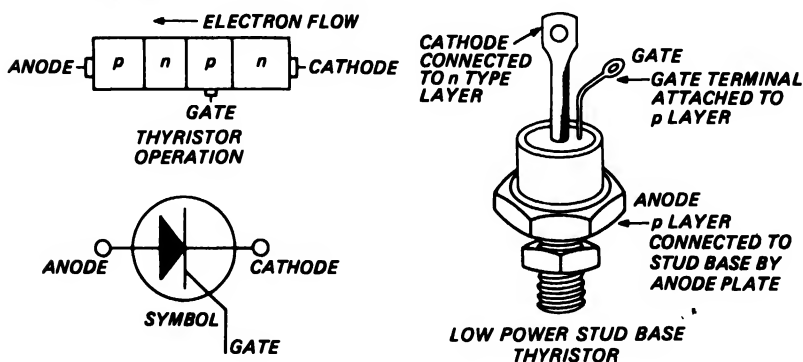 ← ELECTRON FLOW
ANODE
p n p n
CATHODE
GATE
THYRISTOR
OPERATION
ANODE
CATHODE
SYMBOL
GATE
CATHODE
CONNECTED
TO n TYPE
LAYER
GATE
GATE TERMINAL
ATTACHED TO
p LAYER
ANODE
p LAYER
CONNECTED TO
STUD BASE BY
ANODE PLATE
LOW POWER STUD BASE
THYRISTOR